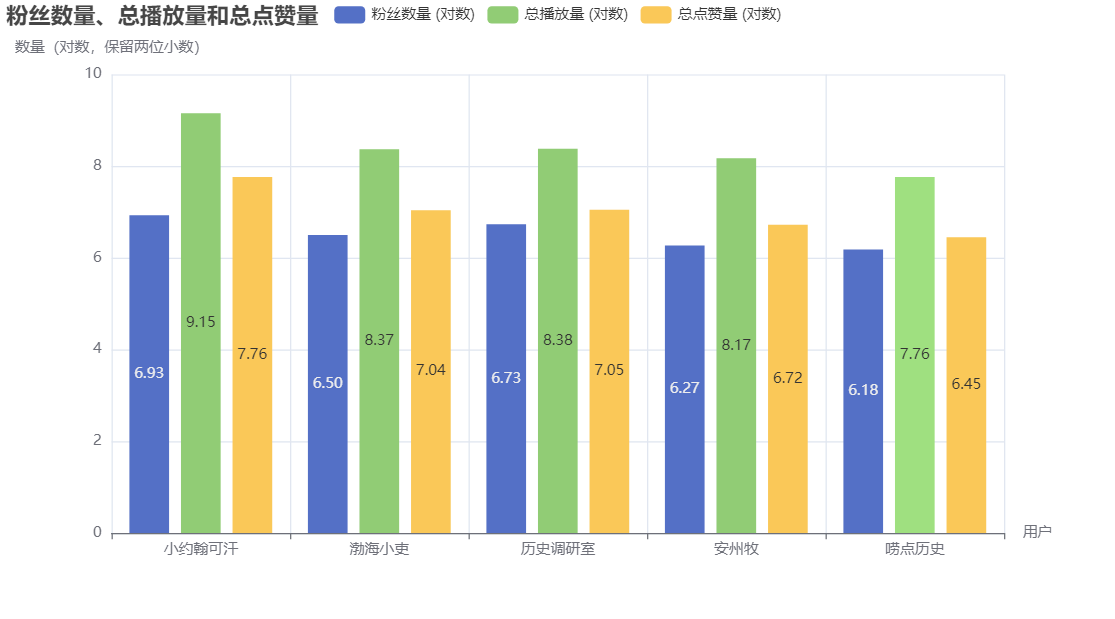 粉丝数量、总播放量和总点赞量
粉丝数量 (对数)
总播放量 (对数)
总点赞量 (对数)
数量（对数，保留两位小数）
10
8
6
4
2
0
6.93
9.15
7.76
6.50
8.37
7.04
6.73
8.38
7.05
6.27
8.17
6.72
6.18
7.76
6.45
小约翰可汗
渤海小吏
历史调研室
安州牧
唠点历史
用户